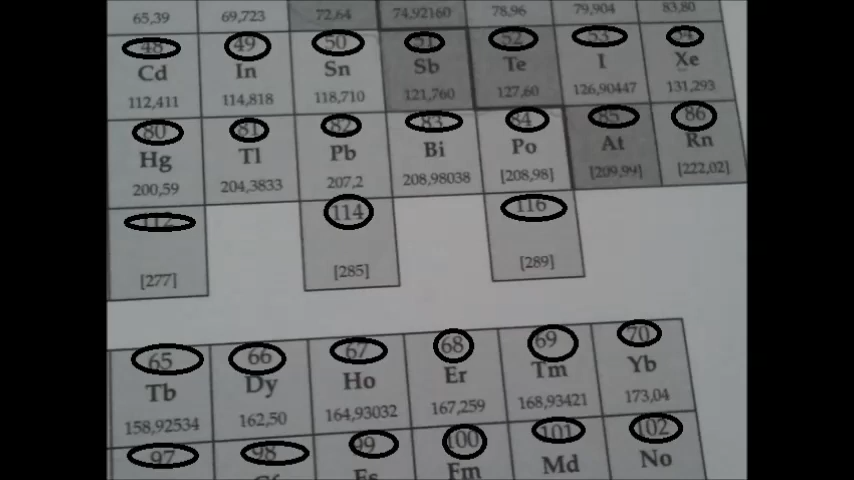 65,39 69,723 72,64 74,92160 78,96 79,904 83,80
48 49 50 51 52 53 54
Cd In Sn Sb Te I Xe
112,411 114,818 118,710 121,760 127,60 126,90447 131,293
80 81 82 83 84 85 86
Hg Tl Pb Bi Po At Rn
200,59 204,3833 207,2 208,98038 [208,98] [209,99] [222,02]
112 114 116
[277] [285] [289]
65 66 67 68 69 70
Tb Dy Ho Er Tm Yb
158,92534 162,50 164,93032 167,259 168,93421 173,04
97 98 99 100 101 102
Es Fm Md No